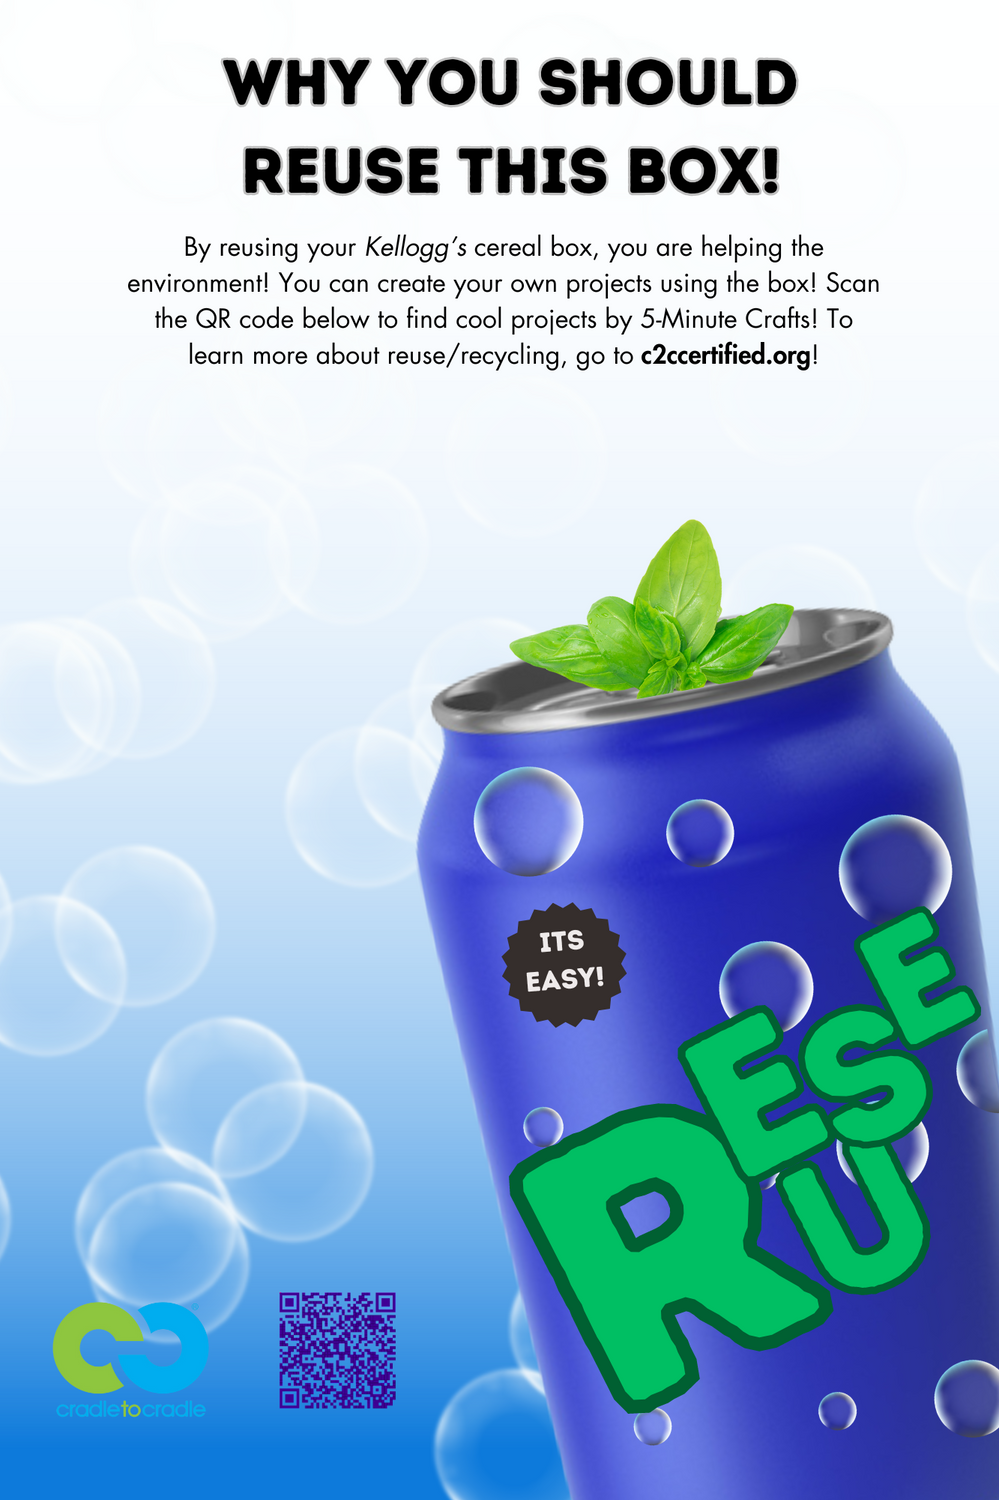 WHY YOU SHOULD
REUSE THIS BOX!
By reusing your Kellogg's cereal box, you are helping the
environment! You can create your own projects using the box! Scan
the QR code below to find cool projects by 5-Minute Crafts! To
learn more about reuse/recycling, go to c2ccertified.org!
ITS
EASY!
REUSE
cradletocradle